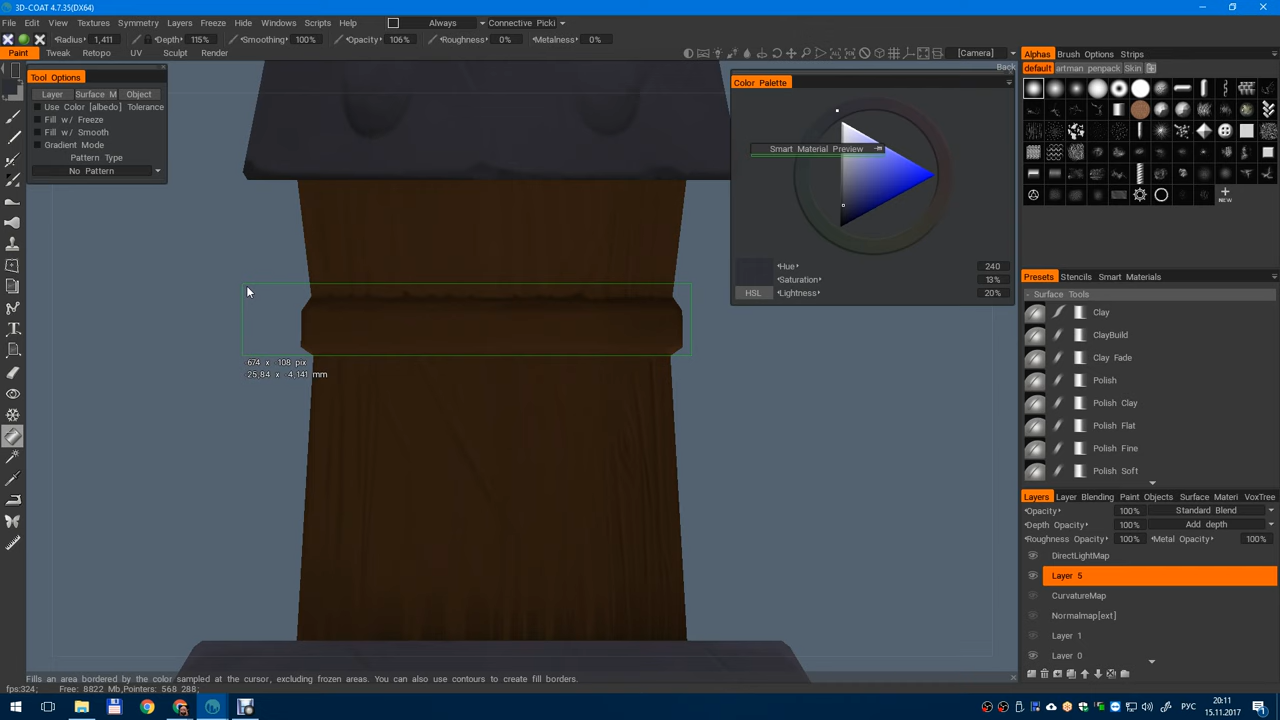 3D-COAT 4.7.35(DX64)
File Edit View Textures Symmetry Layers Freeze Hide Windows Scripts Help Always Connective Picki
Radius 1,411 Depth 115% Smoothing 100% Opacity 106% Roughness 0% Metalness 0%
Paint Tweak Retopo UV Sculpt Render [Camera]
Back
Tool Options
Layer Surface M Object
Use Color [albedo] Tolerance
Fill w/ Freeze
Fill w/ Smooth
Gradient Mode
Pattern Type
No Pattern
Color Palette
Smart Material Preview
Hue 240
Saturation 13%
HSL Lightness 20%
674 x 108 pix
25,84 x 4,141 mm
Alphas Brush Options Strips
default artman penpack Skin
NEW
Presets Stencils Smart Materials
Surface Tools
Clay
ClayBuild
Clay Fade
Polish
Polish Clay
Polish Flat
Polish Fine
Polish Soft
Layers Layer Blending Paint Objects Surface Materi VoxTree
Opacity 100% Standard Blend
Depth Opacity 100% Add depth
Roughness Opacity 100% Metal Opacity 100%
DirectLightMap
Layer 5
CurvatureMap
Normalmap[ext]
Layer 1
Layer 0
Fills an area bordered by the color sampled at the cursor, excluding frozen areas. You can also use contours to create fill borders.
fps:324; Free: 8822 Mb,Pointers: 568 288;
РУС
20:11
15.11.2017